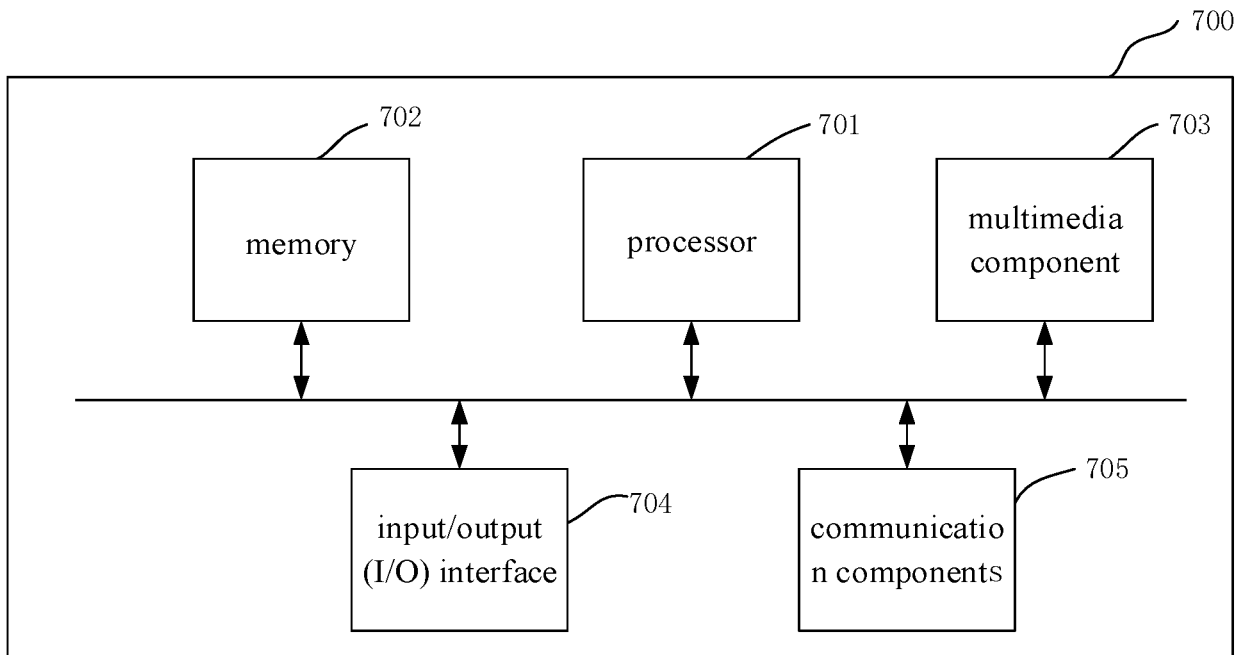 700
702
701
703
memory
processor
multimedia
component
704
705
input/output
(I/O) interface
communicatio
n components